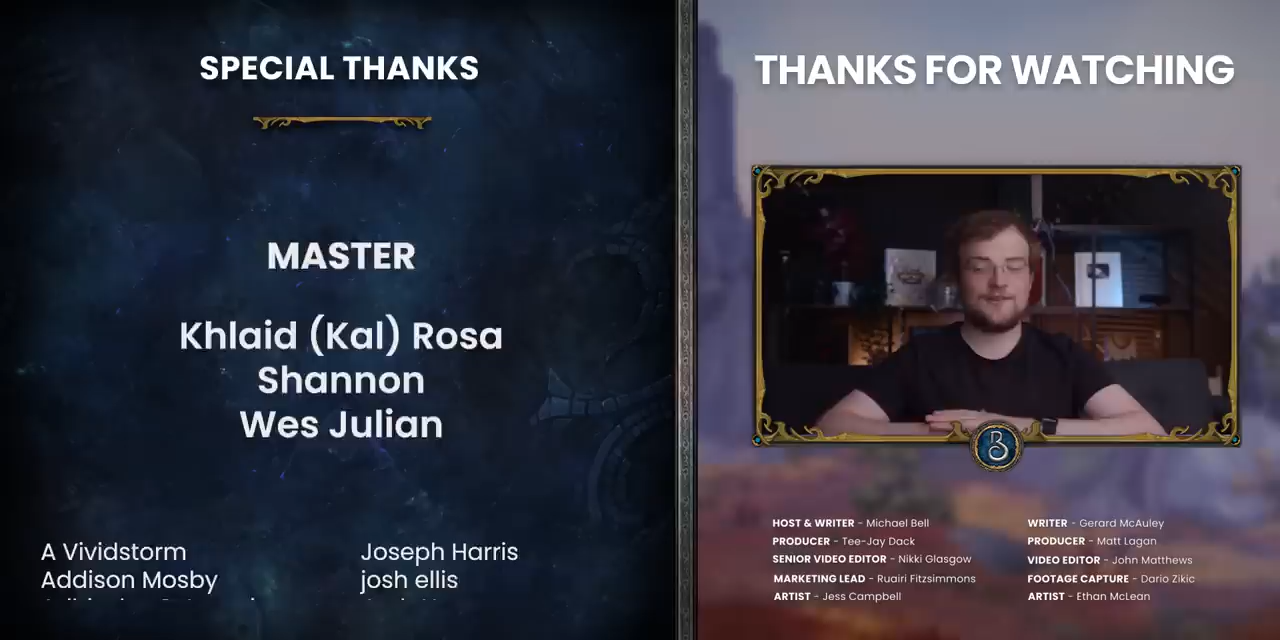 SPECIAL THANKS
MASTER
Khlaid (Kal) Rosa
Shannon
Wes Julian
A Vividstorm
Addison Mosby
Joseph Harris
josh ellis
THANKS FOR WATCHING
B
HOST & WRITER - Michael Bell
PRODUCER - Tee-Jay Dack
SENIOR VIDEO EDITOR - Nikki Glasgow
MARKETING LEAD - Ruairi Fitzsimmons
ARTIST - Jess Campbell
WRITER - Gerard McAuley
PRODUCER - Matt Lagan
VIDEO EDITOR - John Matthews
FOOTAGE CAPTURE - Dario Zikic
ARTIST - Ethan McLean